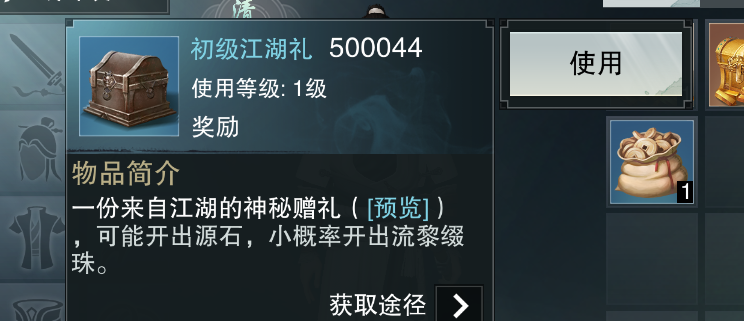 清
初级江湖礼 500044
使用等级: 1级
奖励
使用
物品简介
一份来自江湖的神秘赠礼（[预览]）
，可能开出源石，小概率开出流黎缀
珠。
1
获取途径